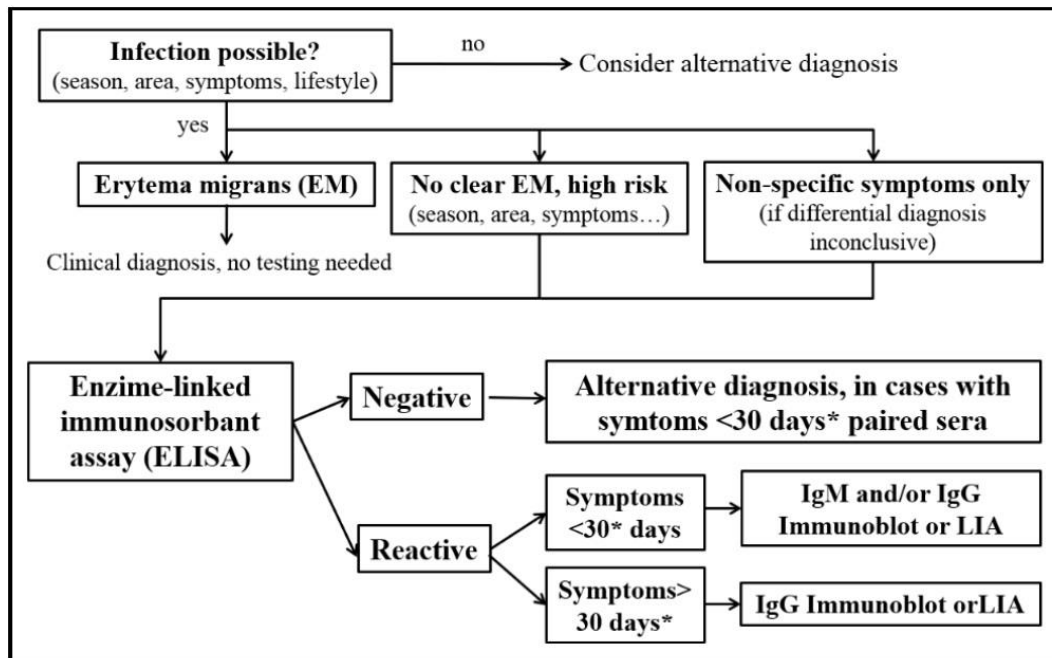 Infection possible?
(season, area, symptoms, lifestyle)
no
Consider alternative diagnosis
yes
Erytema migrans (EM)
No clear EM, high risk
(season, area, symptoms…)
Non-specific symptoms only
(if differential diagnosis
inconclusive)
Clinical diagnosis, no testing needed
Enzime-linked
immunosorbant
assay (ELISA)
Negative
Alternative diagnosis, in cases with
symtoms <30 days* paired sera
Reactive
Symptoms
<30* days
IgM and/or IgG
Immunoblot or LIA
Symptoms>
30 days*
IgG Immunoblot orLIA